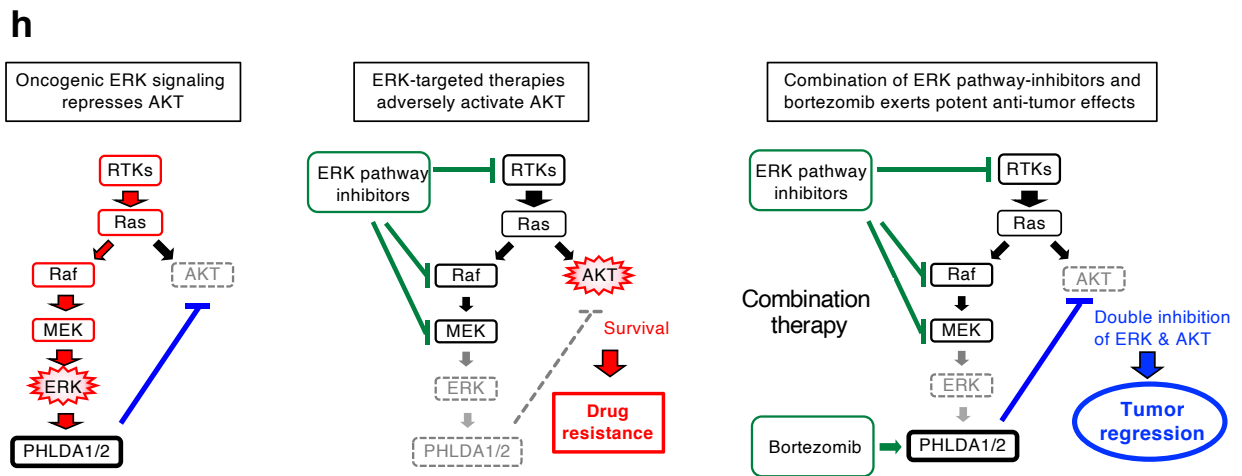 h
Oncogenic ERK signaling
represses AKT
RTKs
Ras
Raf
AKT
MEK
ERK
PHLDA1/2
ERK-targeted therapies
adversely activate AKT
ERK pathway
inhibitors
RTKs
Ras
Raf
AKT
MEK
Survival
ERK
Drug
resistance
PHLDA1/2
Combination of ERK pathway-inhibitors and
bortezomib exerts potent anti-tumor effects
ERK pathway
inhibitors
RTKs
Ras
Raf
AKT
Combination
therapy
MEK
Double inhibition
of ERK & AKT
ERK
Tumor
regression
Bortezomib
PHLDA1/2